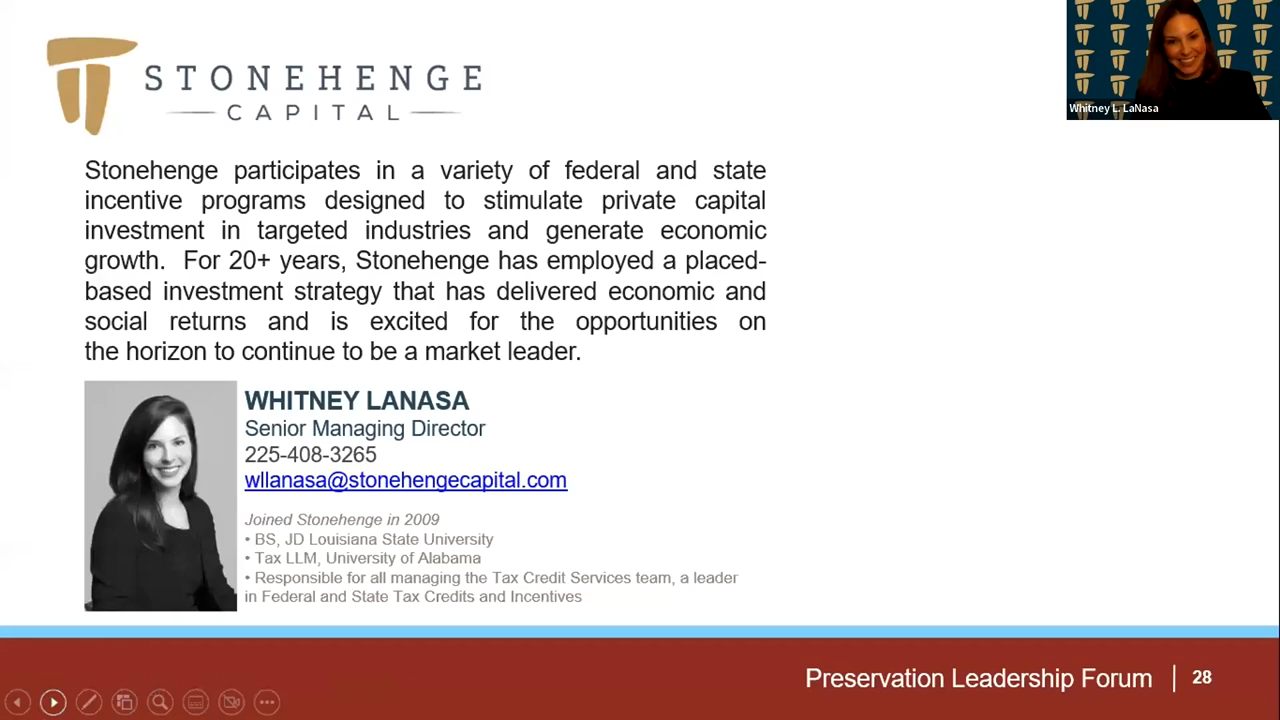 STONEHENGE
CAPITAL
Whitney L. LaNasa
Stonehenge participates in a variety of federal and state
incentive programs designed to stimulate private capital
investment in targeted industries and generate economic
growth. For 20+ years, Stonehenge has employed a placed-
based investment strategy that has delivered economic and
social returns and is excited for the opportunities on
the horizon to continue to be a market leader.
WHITNEY LANASA
Senior Managing Director
225-408-3265
wllanasa@stonehengecapital.com
Joined Stonehenge in 2009
• BS, JD Louisiana State University
• Tax LLM, University of Alabama
• Responsible for all managing the Tax Credit Services team, a leader
in Federal and State Tax Credits and Incentives
Preservation Leadership Forum | 28